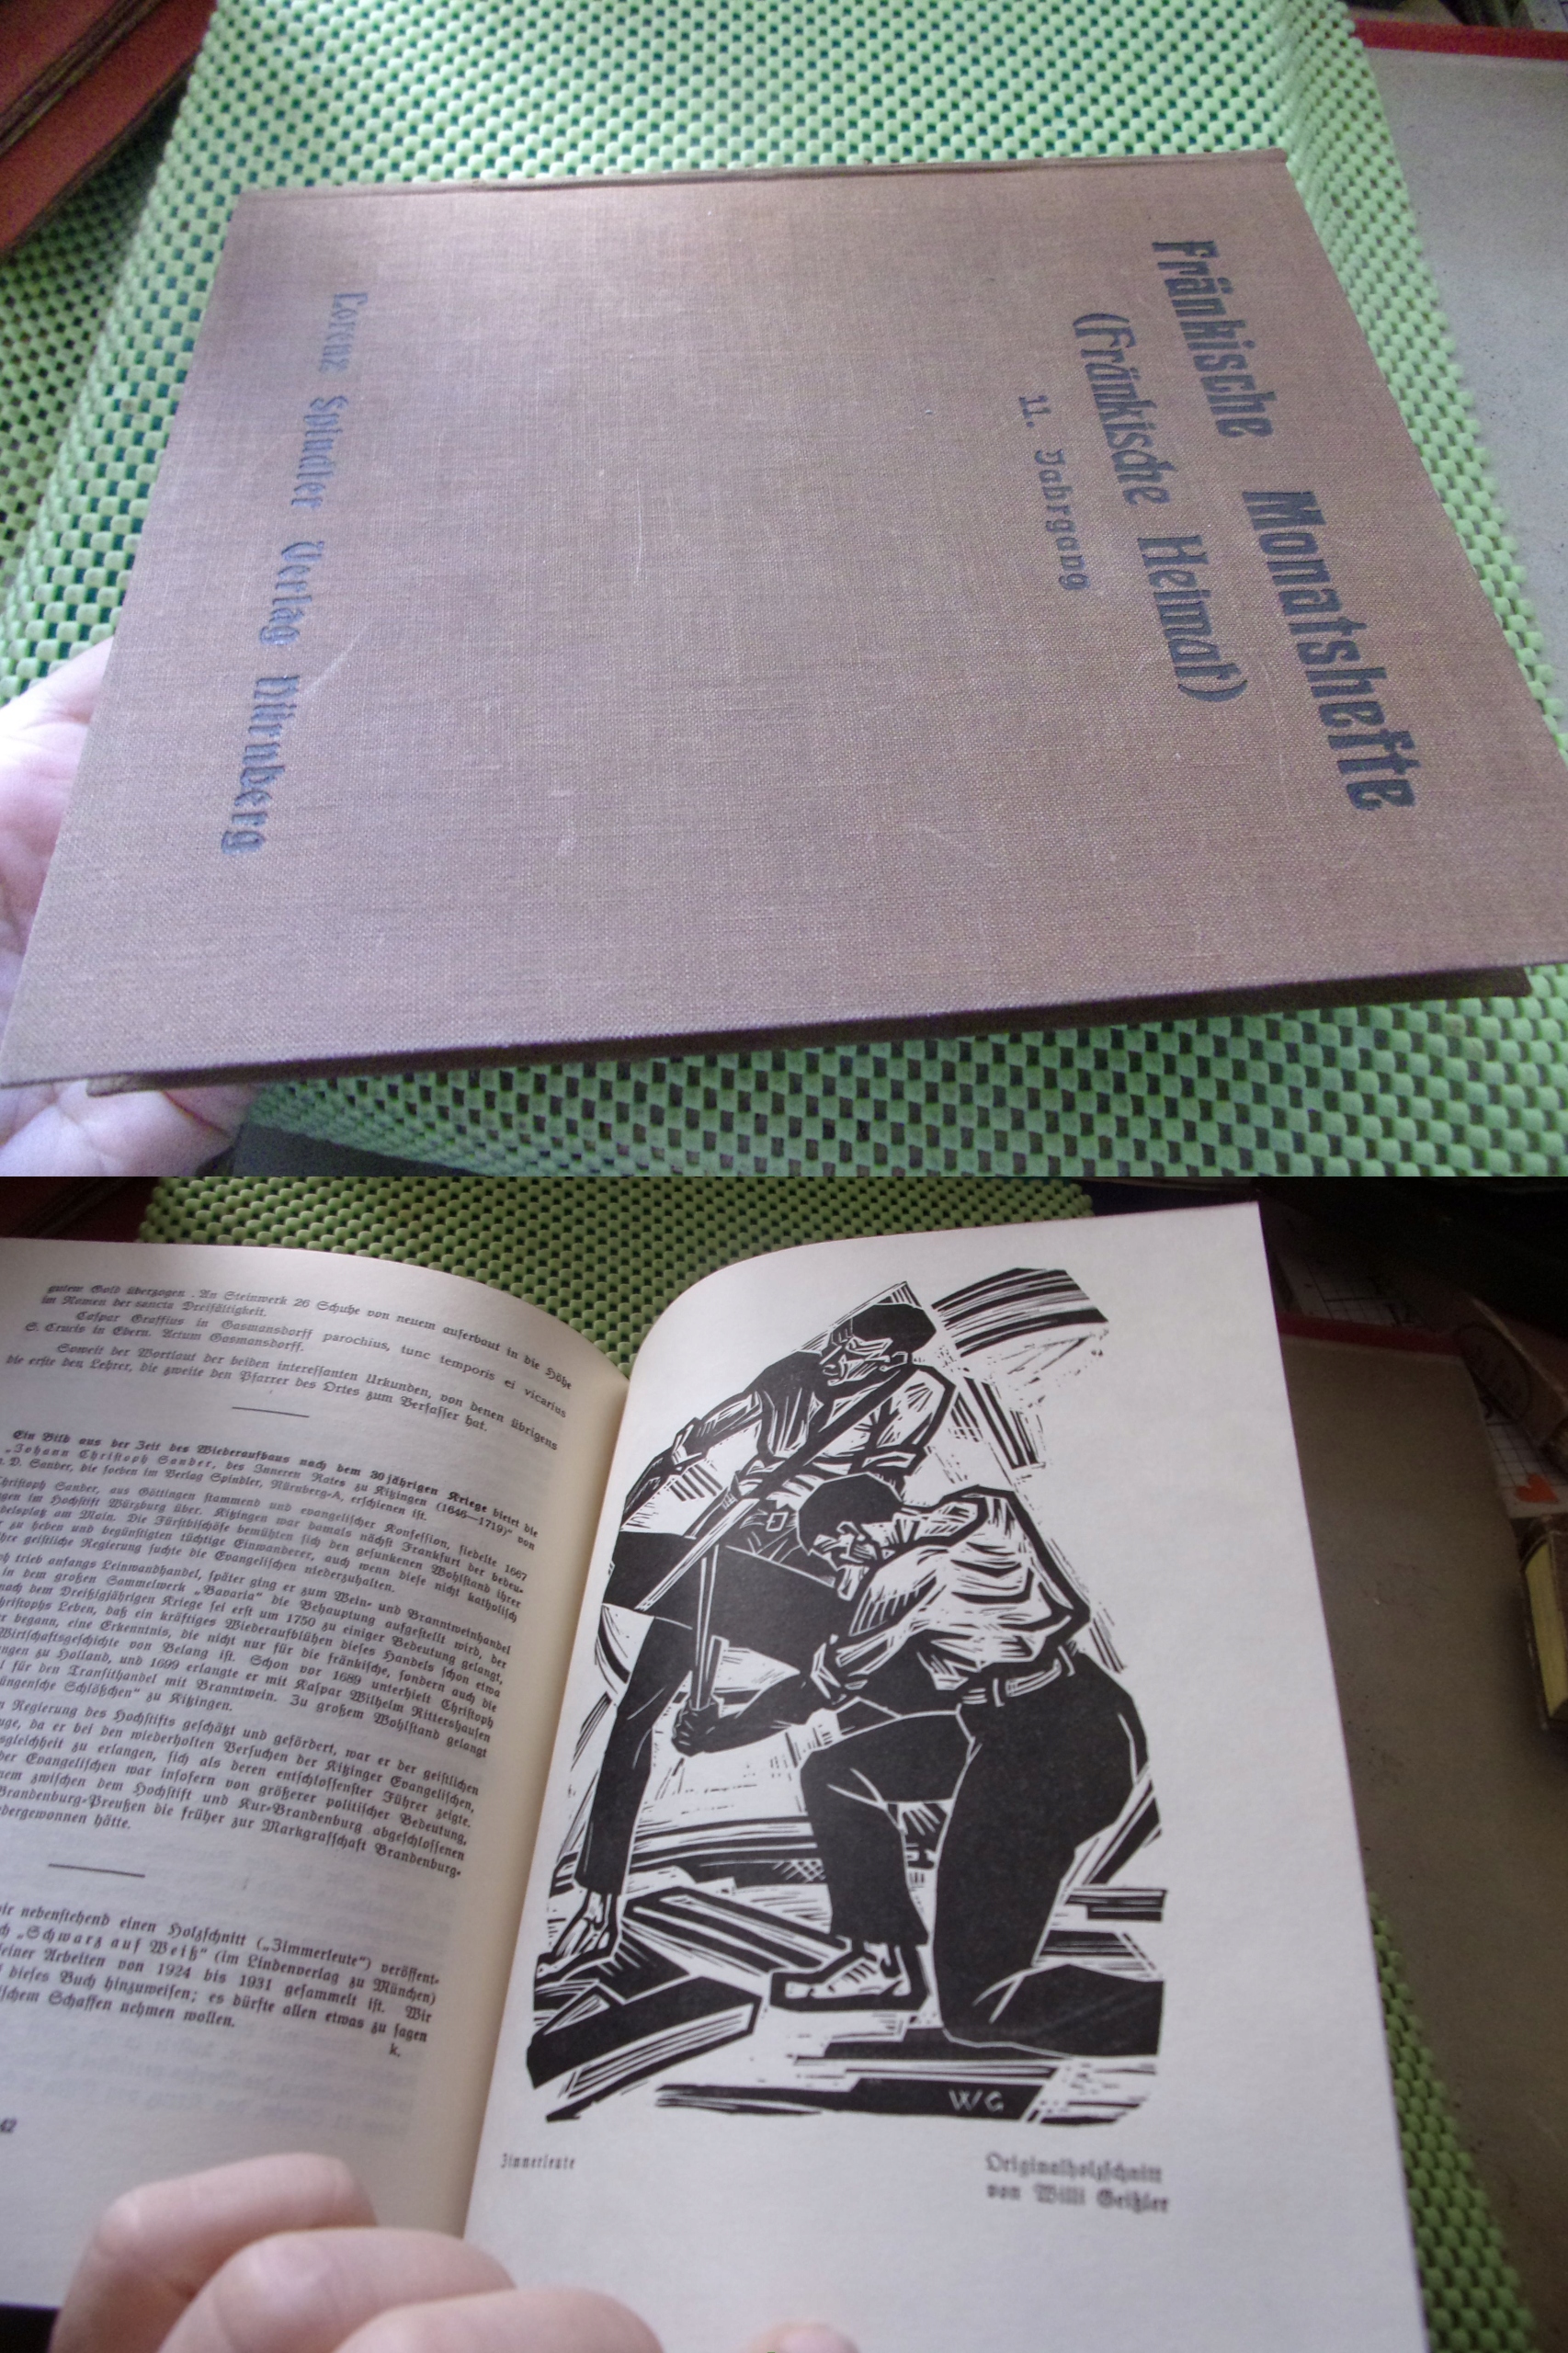 Fränkische Monatshefte
(Fränkische Heimat)
11. Jahrgang
Lorenz Spindler Verlag Nürnberg
gutem Gold überzogen . An Steinwerk 26 Schuhe von neuem auferbaut in die Höhe
im Namen der sancta Dreifältigkeit.
Caspar Graffius in Gosmansdorff parochius, tunc temporis ei vicarius
S. Crucis in Ebern. Actum Gosmansdorff.
Soweit der Wortlaut der beiden interessanten Urkunden, von denen übrigens
die erste den Lehrer, die zweite den Pfarrer des Ortes zum Verfasser hat.
Ein Bild aus der Zeit des Wiederaufbaus nach dem 30jährigen Kriege bietet die
„Johann Christoph Sander, des Inneren Rates zu Kitzingen (1646—1719)“ von
D. Sander, die soeben im Verlag Spindler, Nürnberg-A, erschienen ist.
Christoph Sander, aus Göttingen stammend und evangelischer Konfession, siedelte 1667
im Hochstift Würzburg über. Kitzingen war damals nächst Frankfurt der bedeu-
am Main. Die Fürstbischöfe bemühten sich den gesunkenen Wohlstand ihrer
zu heben und begünstigten tüchtige Einwanderer, auch wenn diese nicht katholisch
geistliche Regierung suchte die Evangelischen niederzuhalten.
trieb anfangs Leinwandhandel, später ging er zum Wein- und Branntweinhandel
in dem großen Sammelwerk „Bavaria“ die Behauptung aufgestellt wird, der
nach dem Dreißigjährigen Kriege sei erst um 1750 zu einiger Bedeutung gelangt,
Christophs Leben, daß ein kräftiges Wiederaufblühen dieses Handels schon etwa
begann, eine Erkenntnis, die nicht nur für die fränkische, sondern auch die
Wirtschaftsgeschichte von Belang ist. Schon vor 1689 unterhielt Christoph
zu Holland, und 1699 erlangte er mit Kaspar Wilhelm Rittershausen
für den Transithandel mit Branntwein. Zu großem Wohlstand gelangt
Schlößchen“ zu Kitzingen.
Regierung des Hochstifts geschätzt und gefördert, war er der geistlichen
da er bei den wiederholten Versuchen der Kitzinger Evangelischen,
zu erlangen, sich als deren entschlossenster Führer zeigte.
der Evangelischen war insofern von größerer politischer Bedeutung,
zwischen dem Hochstift und Kur-Brandenburg abgeschlossenen
Brandenburg-Preußen die früher zur Markgrafschaft Brandenburg-
hätte.
nebenstehend einen Holzschnitt („Zimmerleute“) veröffent-
„Schwarz auf Weiß“ (im Lindenverlag zu München)
seiner Arbeiten von 1924 bis 1931 gesammelt ist. Wir
dieses Buch hinzuweisen; es dürfte allen etwas zu sagen
Schaffen nehmen wollen.
k.
42
WG
Zimmerleute
Originalholzschnitt
von Willi Geißler